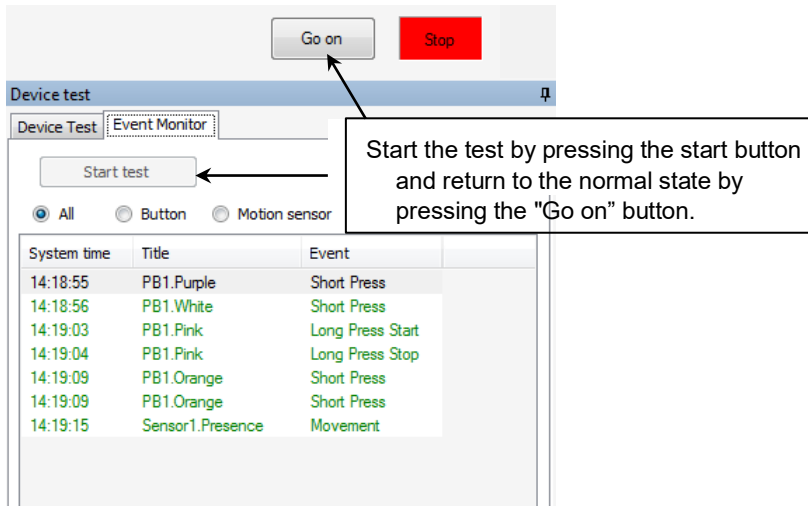 Go on Stop
Device test
Device Test Event Monitor
Start test
Start the test by pressing the start button
and return to the normal state by
pressing the "Go on” button.
All Button Motion sensor
System time Title Event
14:18:55 PB1.Purple Short Press
14:18:56 PB1.White Short Press
14:19:03 PB1.Pink Long Press Start
14:19:04 PB1.Pink Long Press Stop
14:19:09 PB1.Orange Short Press
14:19:09 PB1.Orange Short Press
14:19:15 Sensor1.Presence Movement